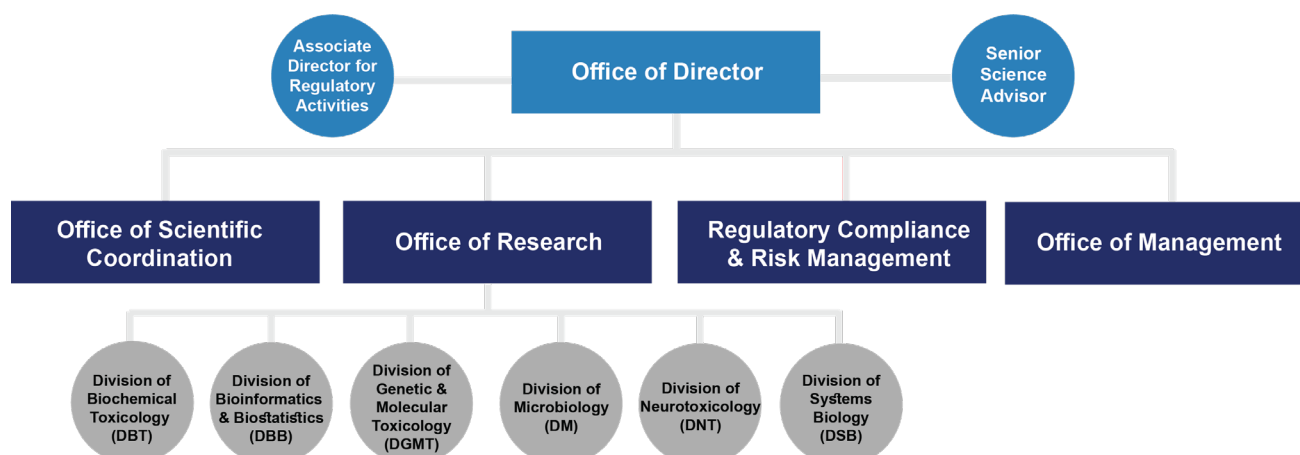 Associate
Director for
Regulatory
Activities
Office of Director
Senior
Science
Advisor
Office of Scientific
Coordination
Office of Research
Regulatory Compliance
& Risk Management
Office of Management
Division of
Biochemical
Toxicology
(DBT)
Division of
Bioinformatics
& Biostatistics
(DBB)
Division of
Genetic &
Molecular
Toxicology
(DGMT)
Division of
Microbiology
(DM)
Division of
Neurotoxicology
(DNT)
Division of
Systems
Biology
(DSB)